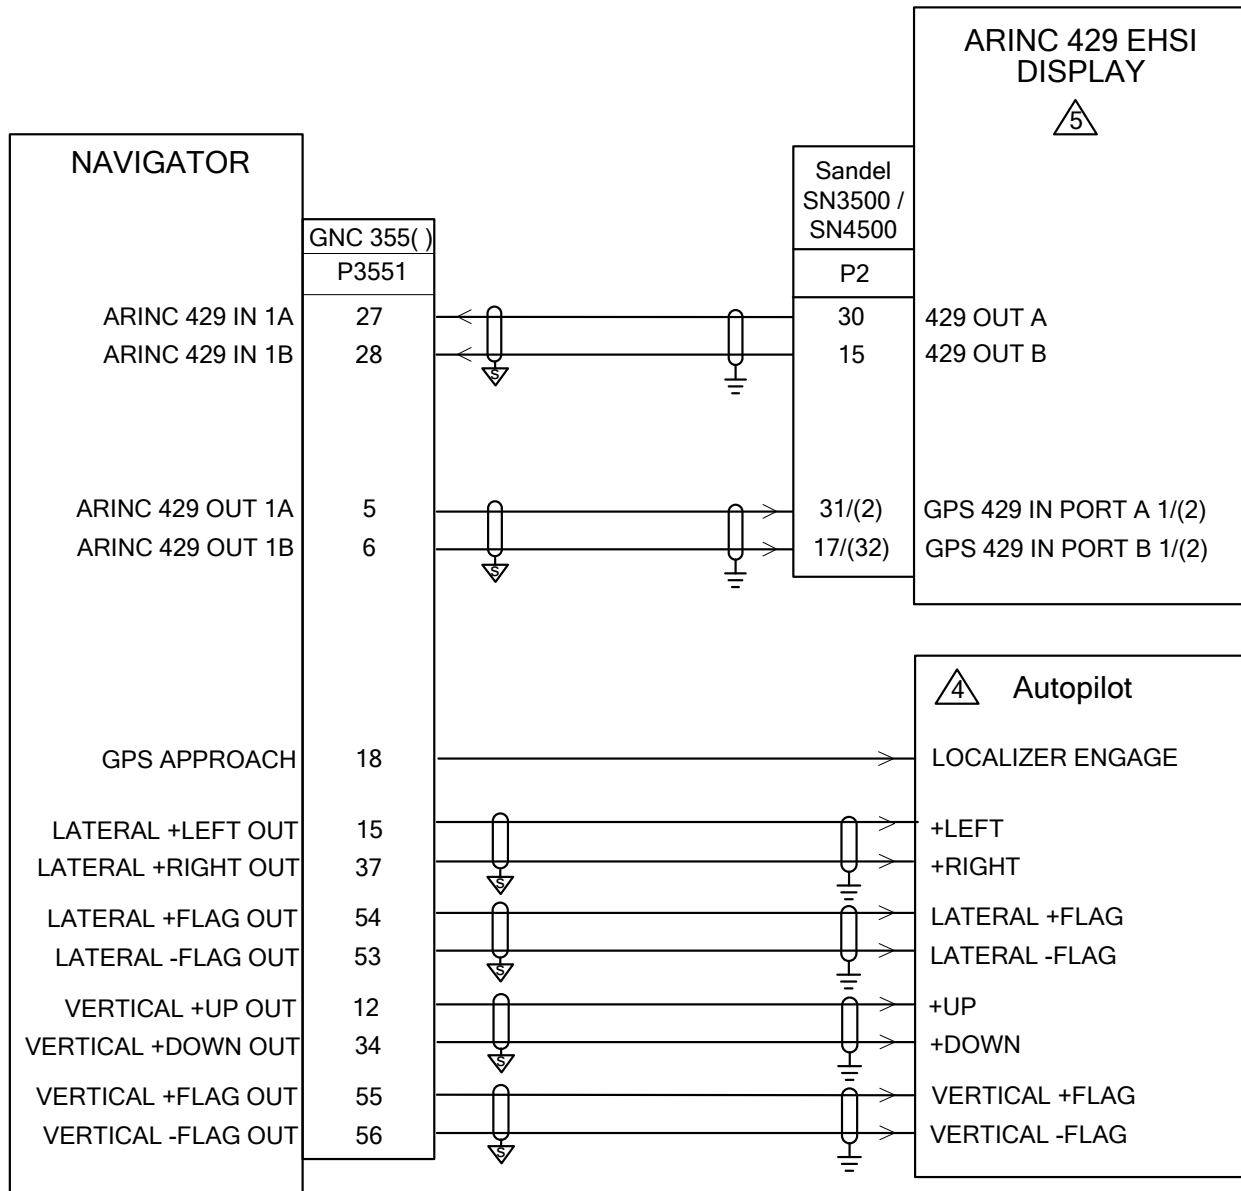 ARINC 429 EHSI
DISPLAY
5
NAVIGATOR
Sandel
SN3500 /
SN4500
GNC 355( )
P3551
P2
ARINC 429 IN 1A 27 30 429 OUT A
ARINC 429 IN 1B 28 15 429 OUT B
S
ARINC 429 OUT 1A 5 31/(2) GPS 429 IN PORT A 1/(2)
ARINC 429 OUT 1B 6 17/(32) GPS 429 IN PORT B 1/(2)
S
4 Autopilot
GPS APPROACH 18 LOCALIZER ENGAGE
LATERAL +LEFT OUT 15 +LEFT
LATERAL +RIGHT OUT 37 +RIGHT
S
LATERAL +FLAG OUT 54 LATERAL +FLAG
LATERAL -FLAG OUT 53 LATERAL -FLAG
S
VERTICAL +UP OUT 12 +UP
VERTICAL +DOWN OUT 34 +DOWN
S
VERTICAL +FLAG OUT 55 VERTICAL +FLAG
VERTICAL -FLAG OUT 56 VERTICAL -FLAG
S